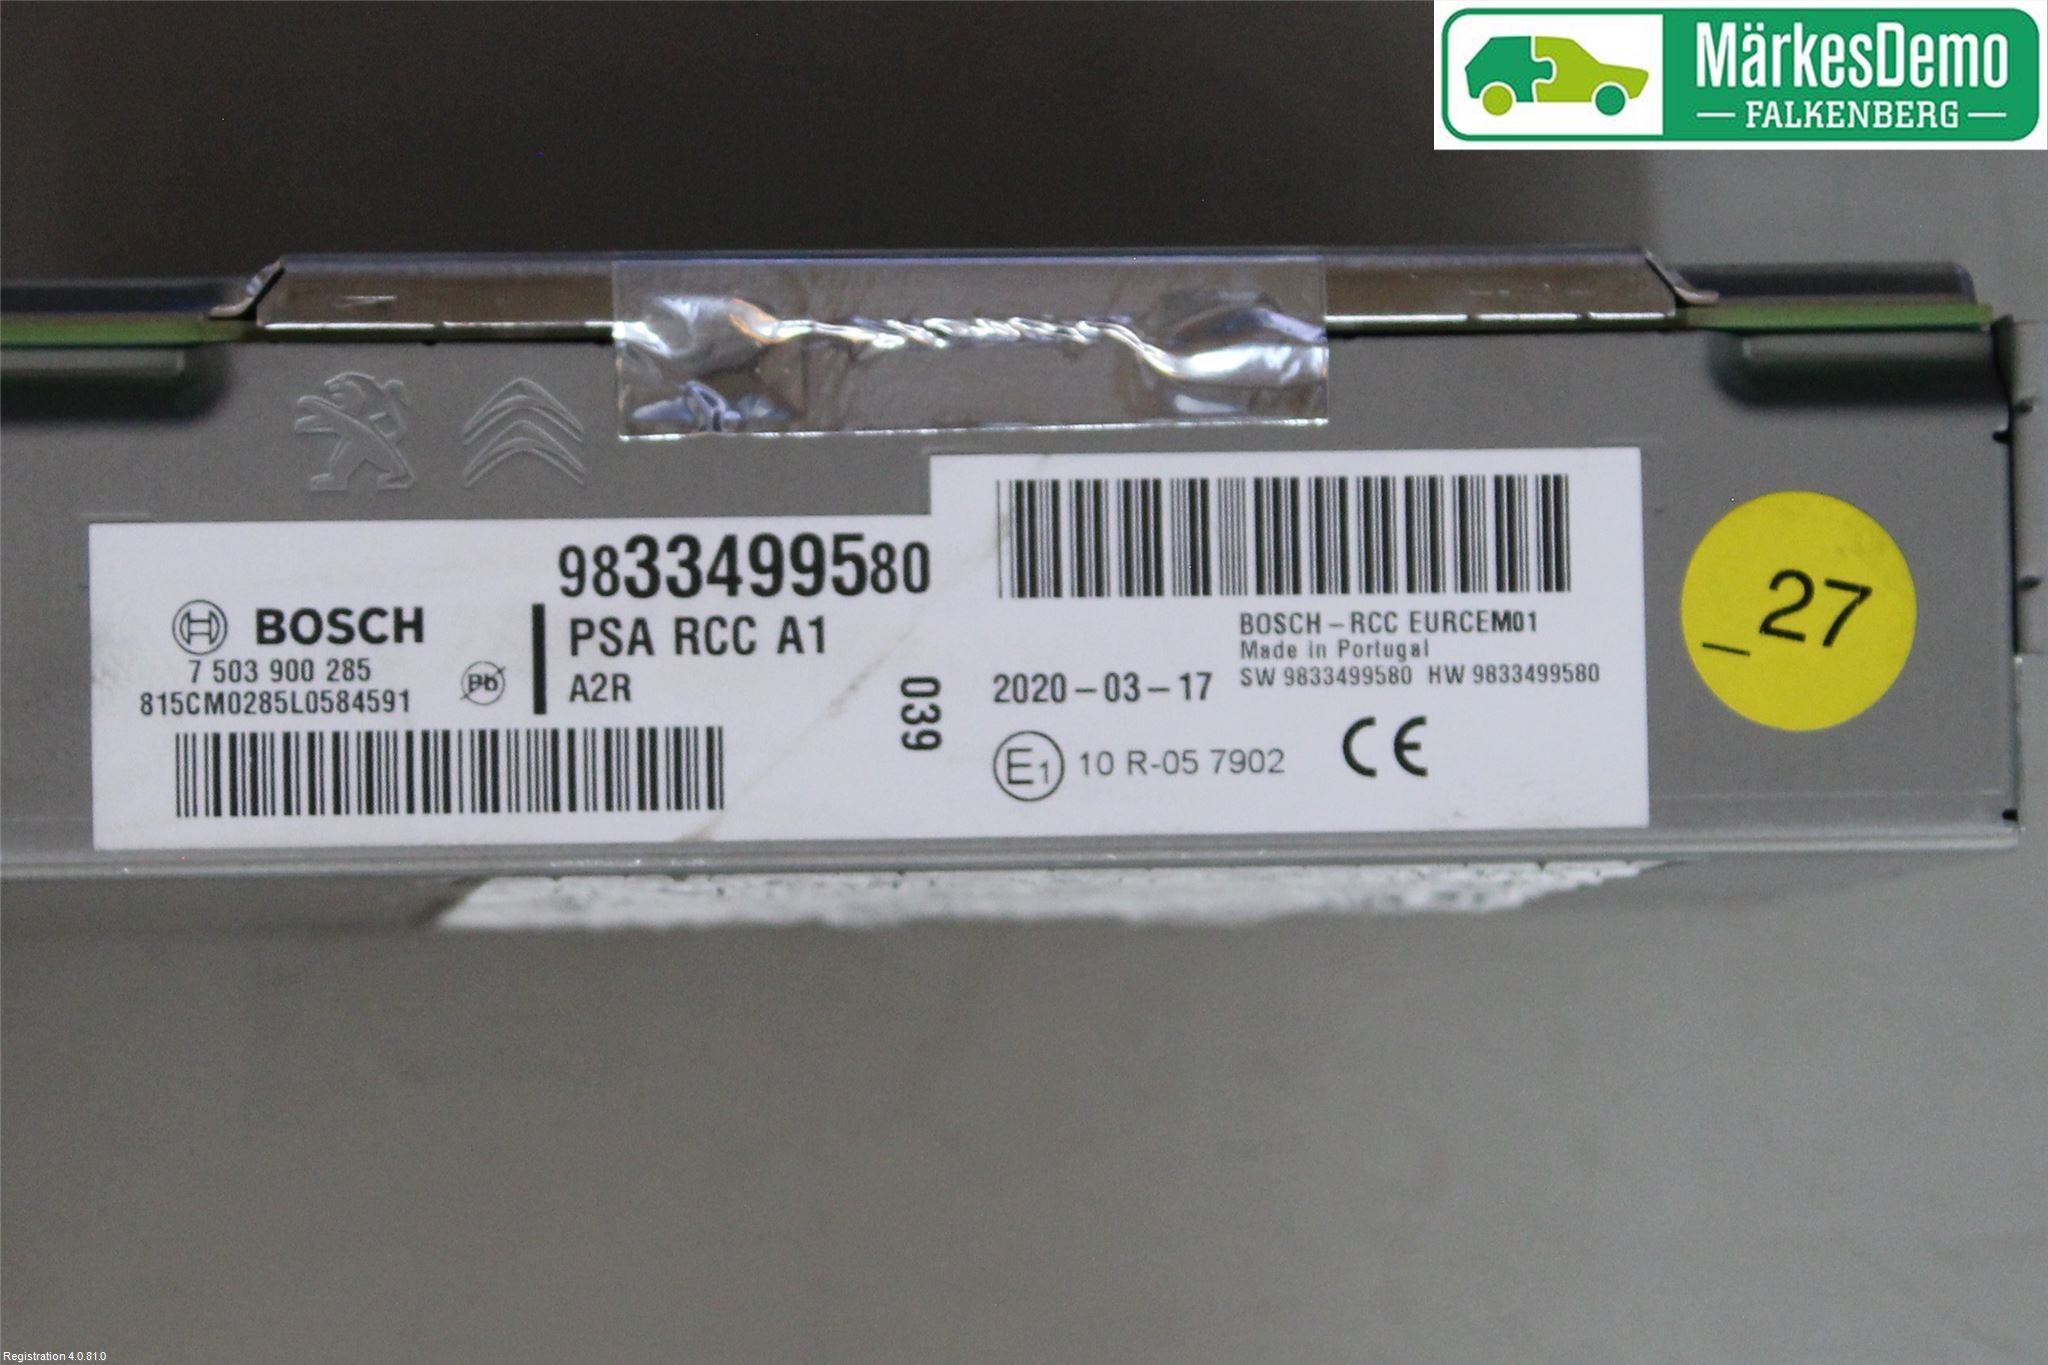 MärkesDemo
FALKENBERG
9833499580
BOSCH
PSA RCC A1
7 503 900 285
Pb
A2R
815CM0285L0584591
039
BOSCH-RCC EURCEM01
Made in Portugal
2020-03-17
SW 9833499580 HW 9833499580
E1 10 R-05 7902
CE
_27
Registration 4.0.81.0